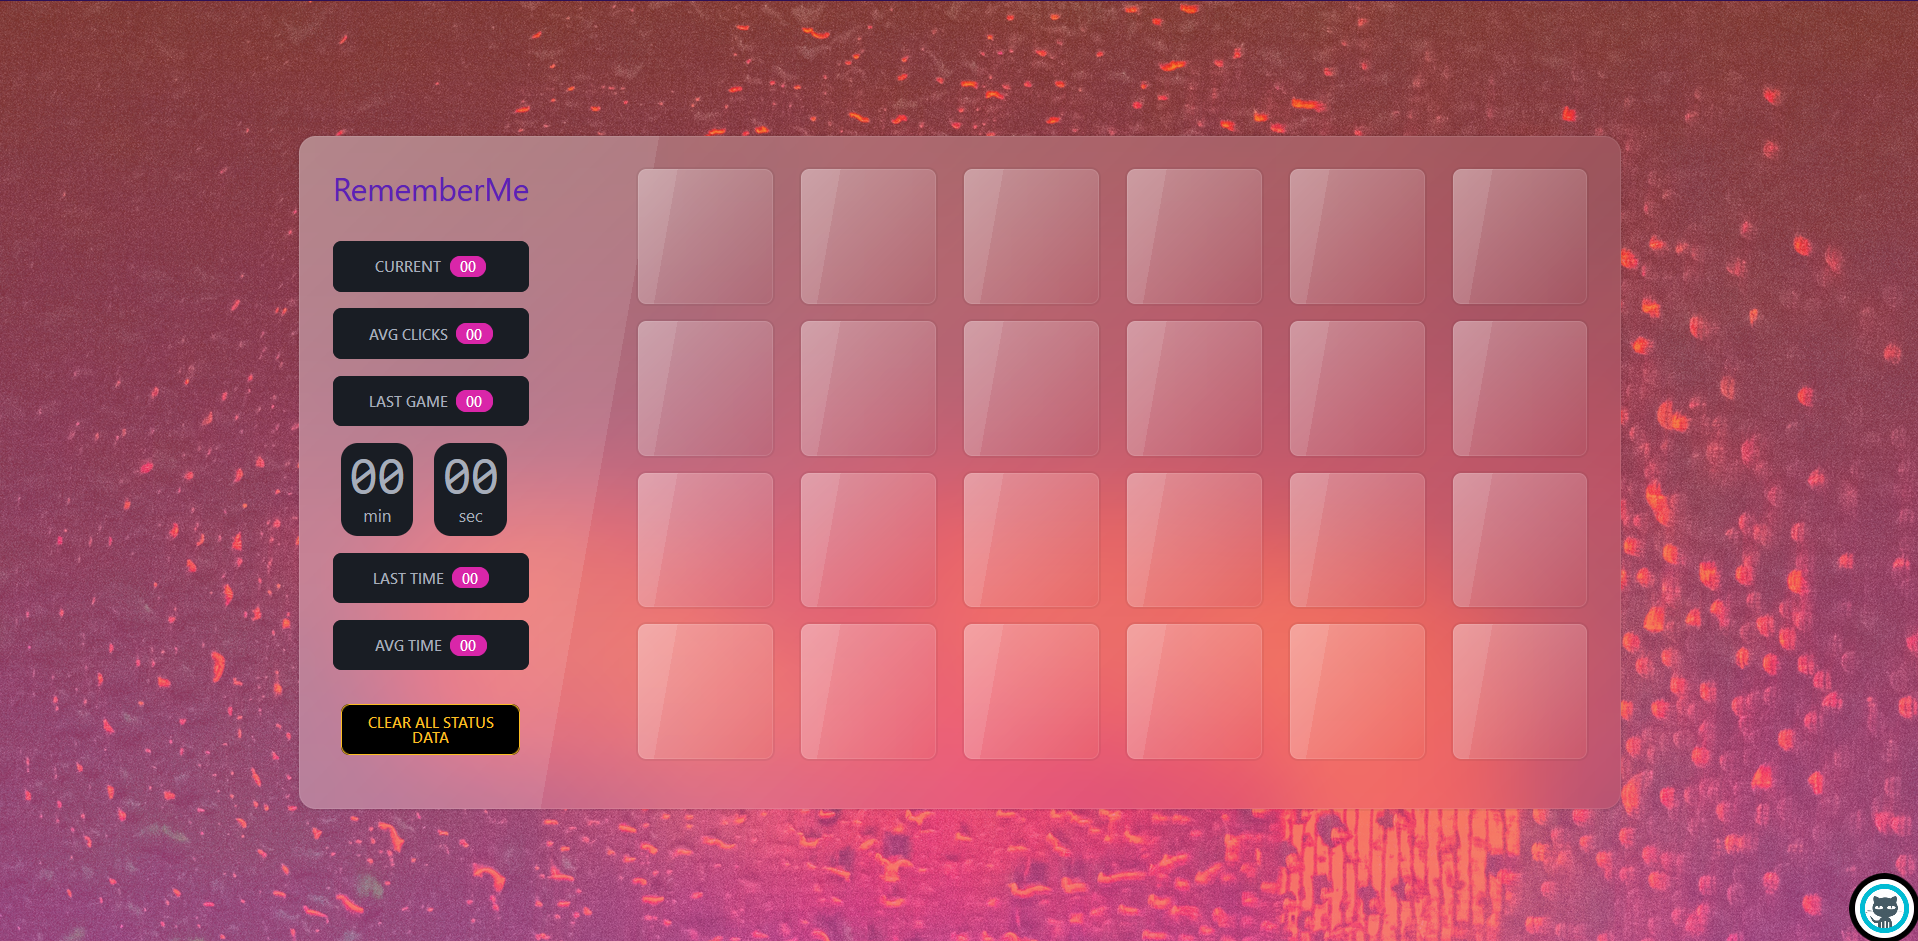 RememberMe
CURRENT 00
AVG CLICKS 00
LAST GAME 00
00 00
min sec
LAST TIME 00
AVG TIME 00
CLEAR ALL STATUS
DATA